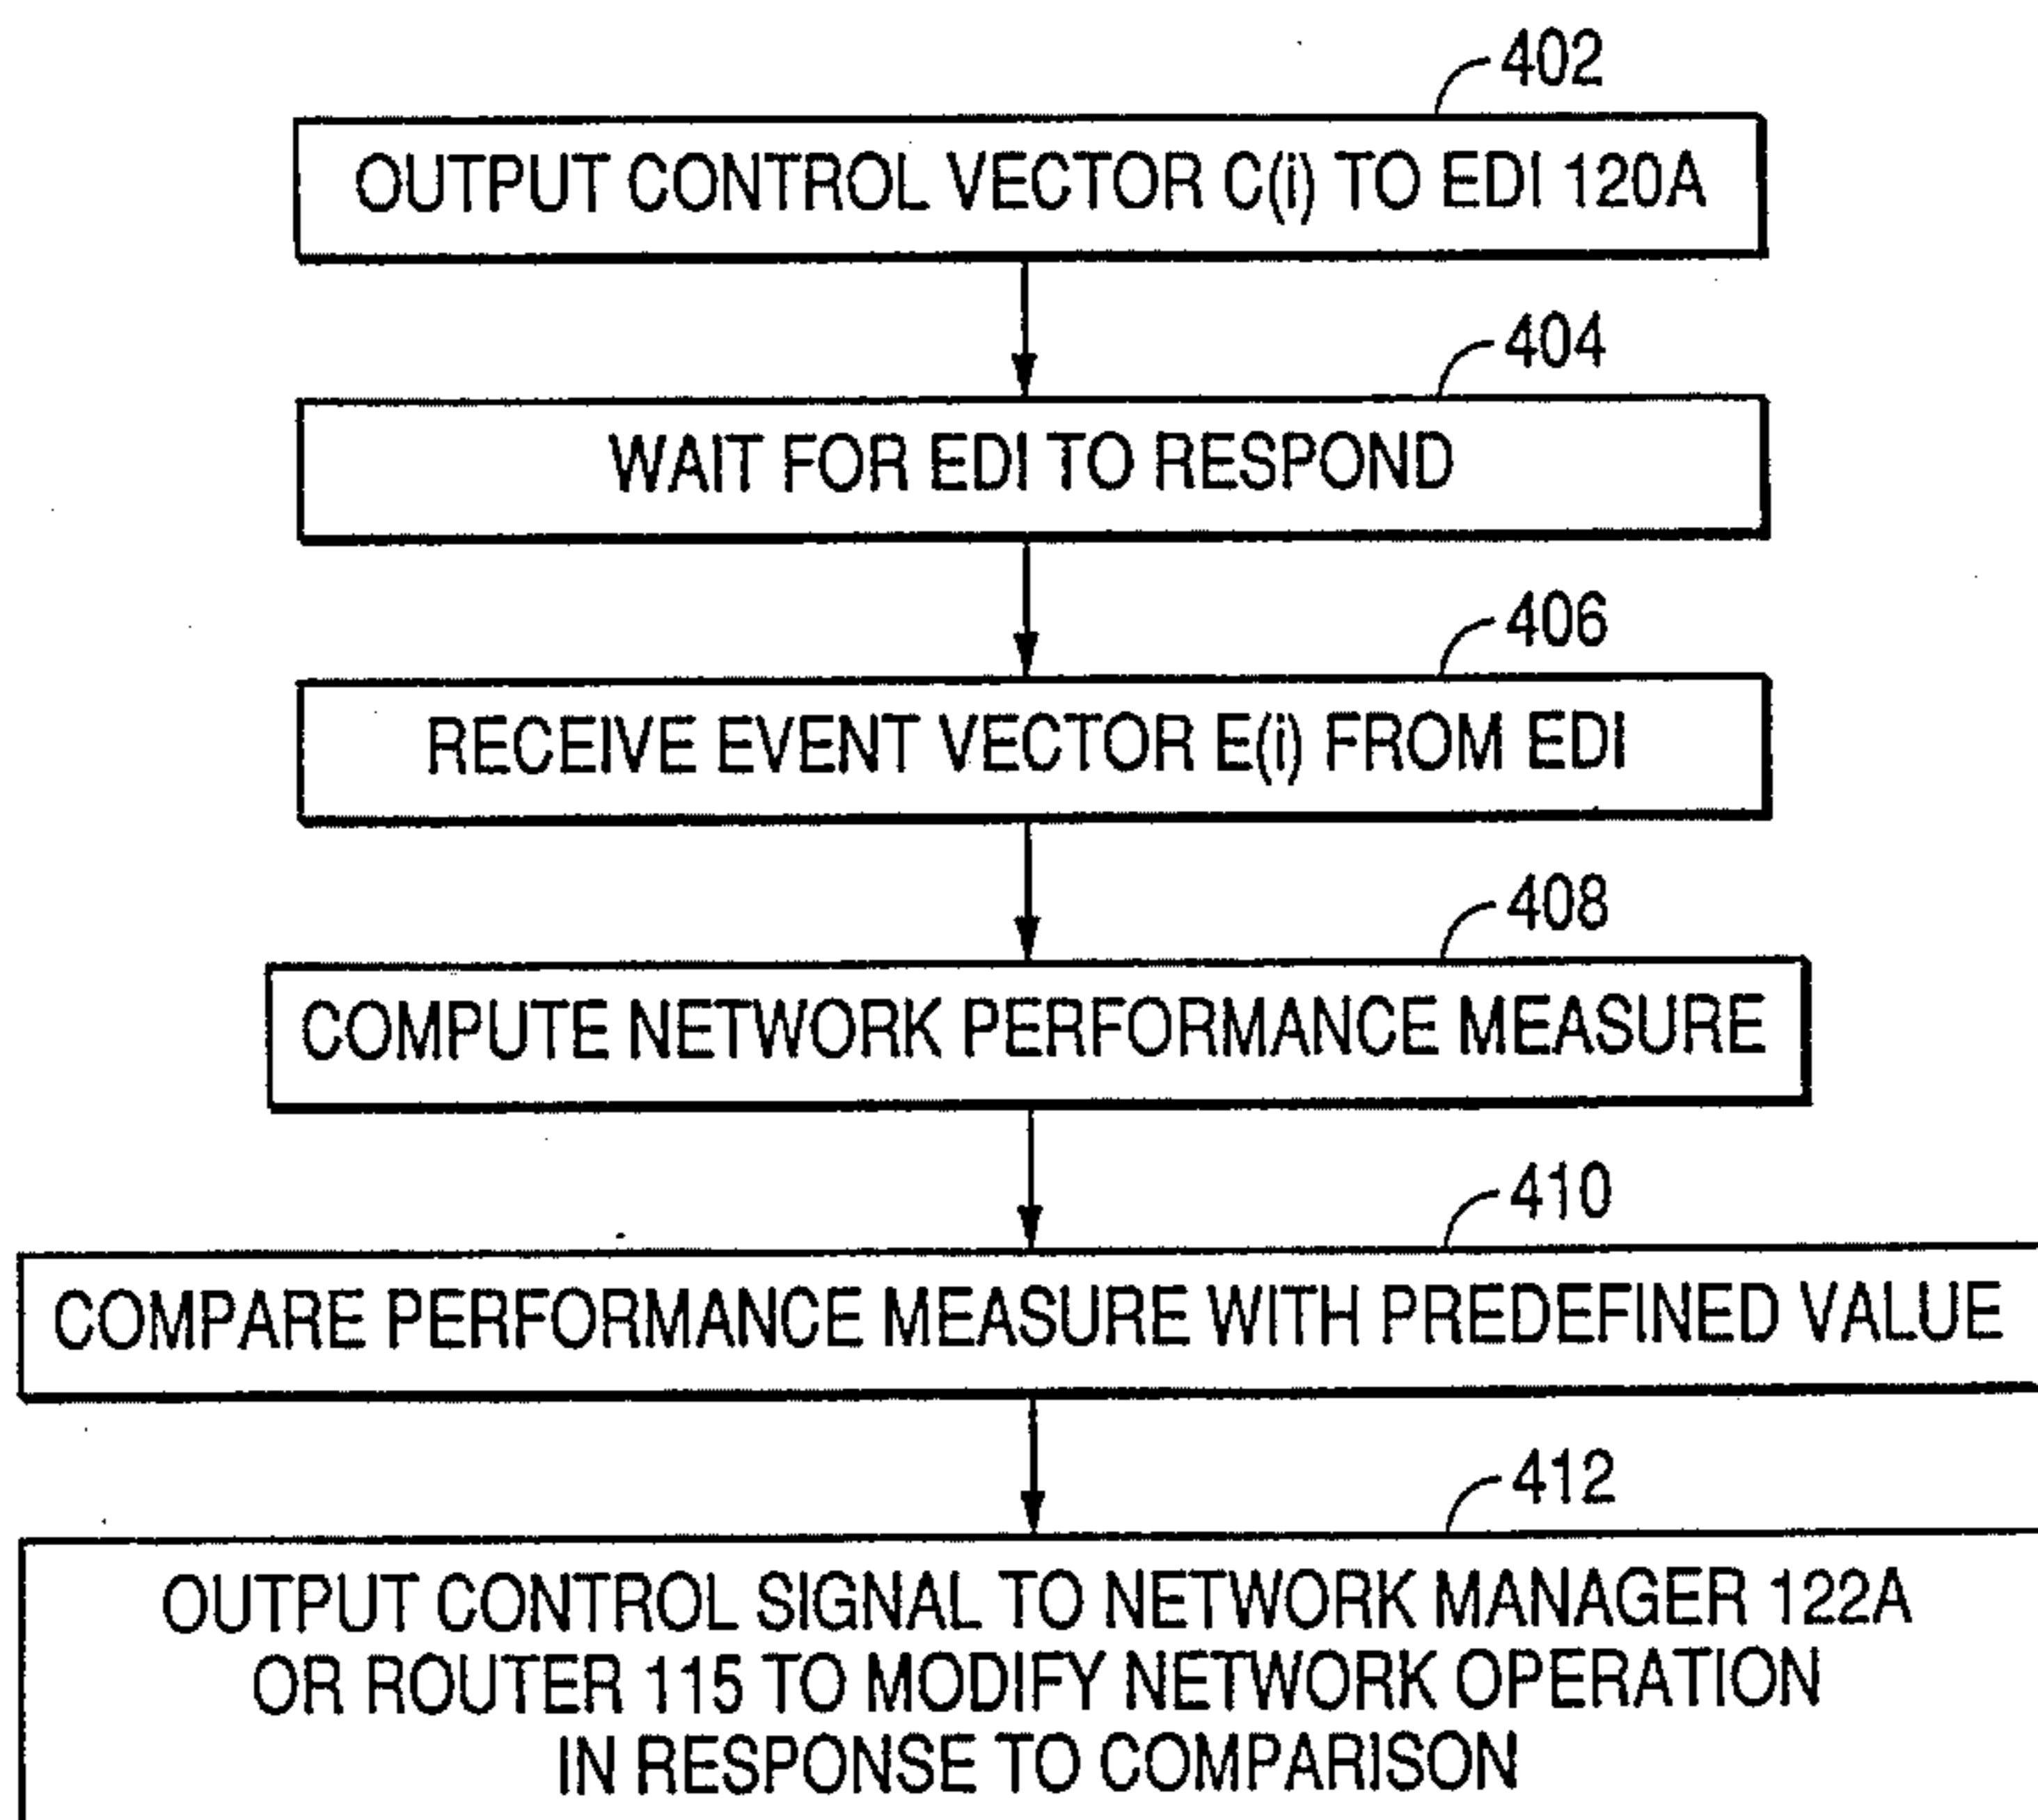 402
OUTPUT CONTROL VECTOR C(i) TO EDI 120A
404
WAIT FOR EDI TO RESPOND
406
RECEIVE EVENT VECTOR E(i) FROM EDI
408
COMPUTE NETWORK PERFORMANCE MEASURE
410
COMPARE PERFORMANCE MEASURE WITH PREDEFINED VALUE
412
OUTPUT CONTROL SIGNAL TO NETWORK MANAGER 122A
OR ROUTER 115 TO MODIFY NETWORK OPERATION
IN RESPONSE TO COMPARISON